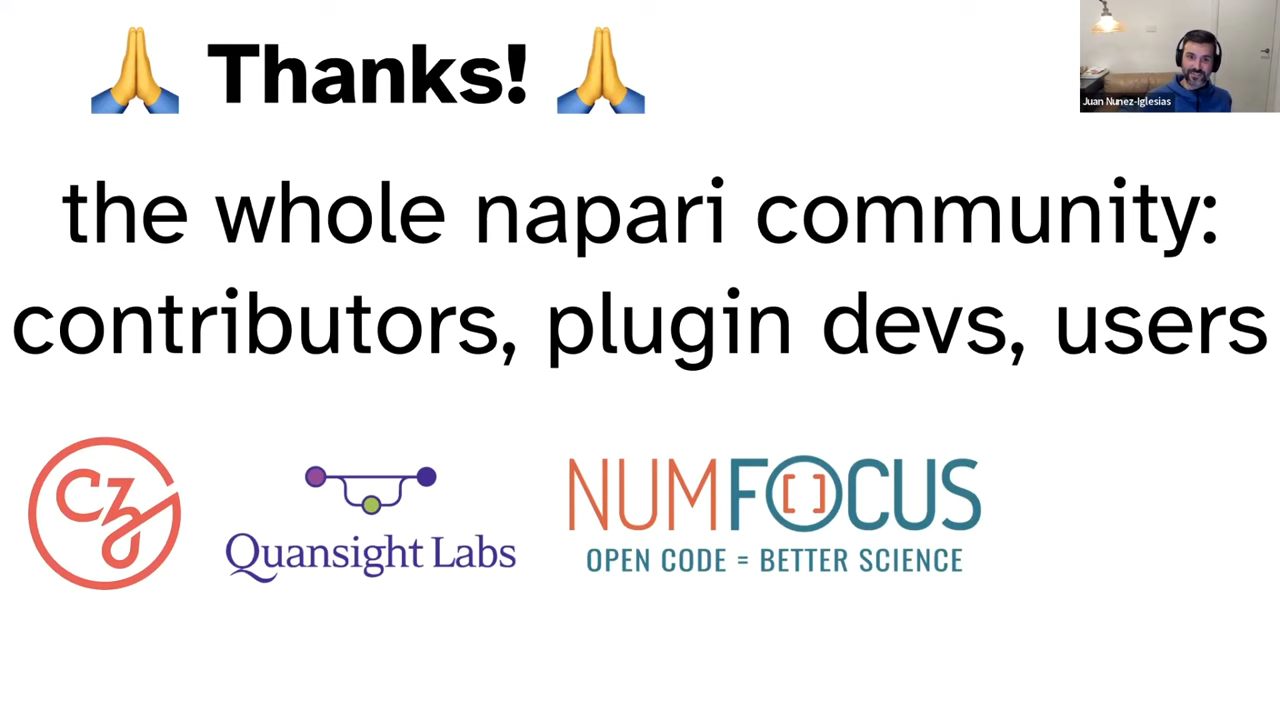 🙏 Thanks! 🙏
Juan Nunez-Iglesias
the whole napari community:
contributors, plugin devs, users
CZI
Quansight Labs
NUMFOCUS
OPEN CODE = BETTER SCIENCE